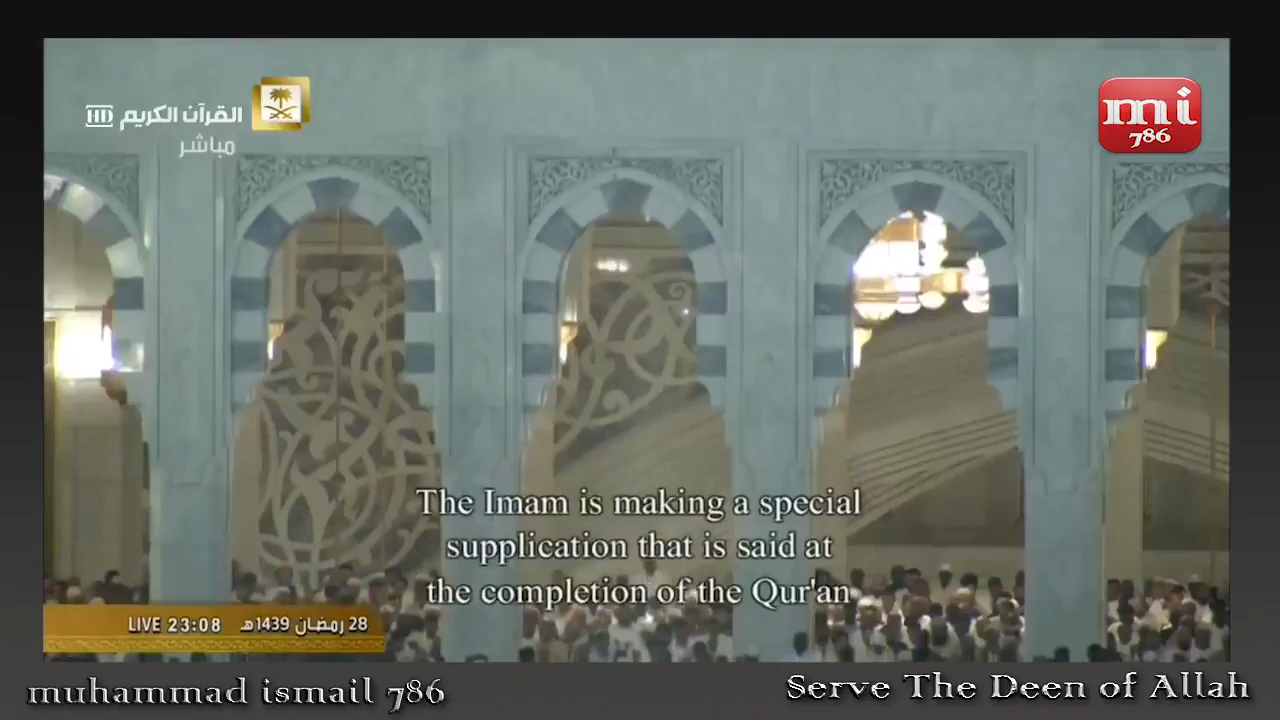 القرآن الكريم HD
مباشر
mi
786
The Imam is making a special
supplication that is said at
the completion of the Qur'an
LIVE 23:08 28 رمضان 1439هـ
muhammad ismail 786
Serve The Deen of Allah